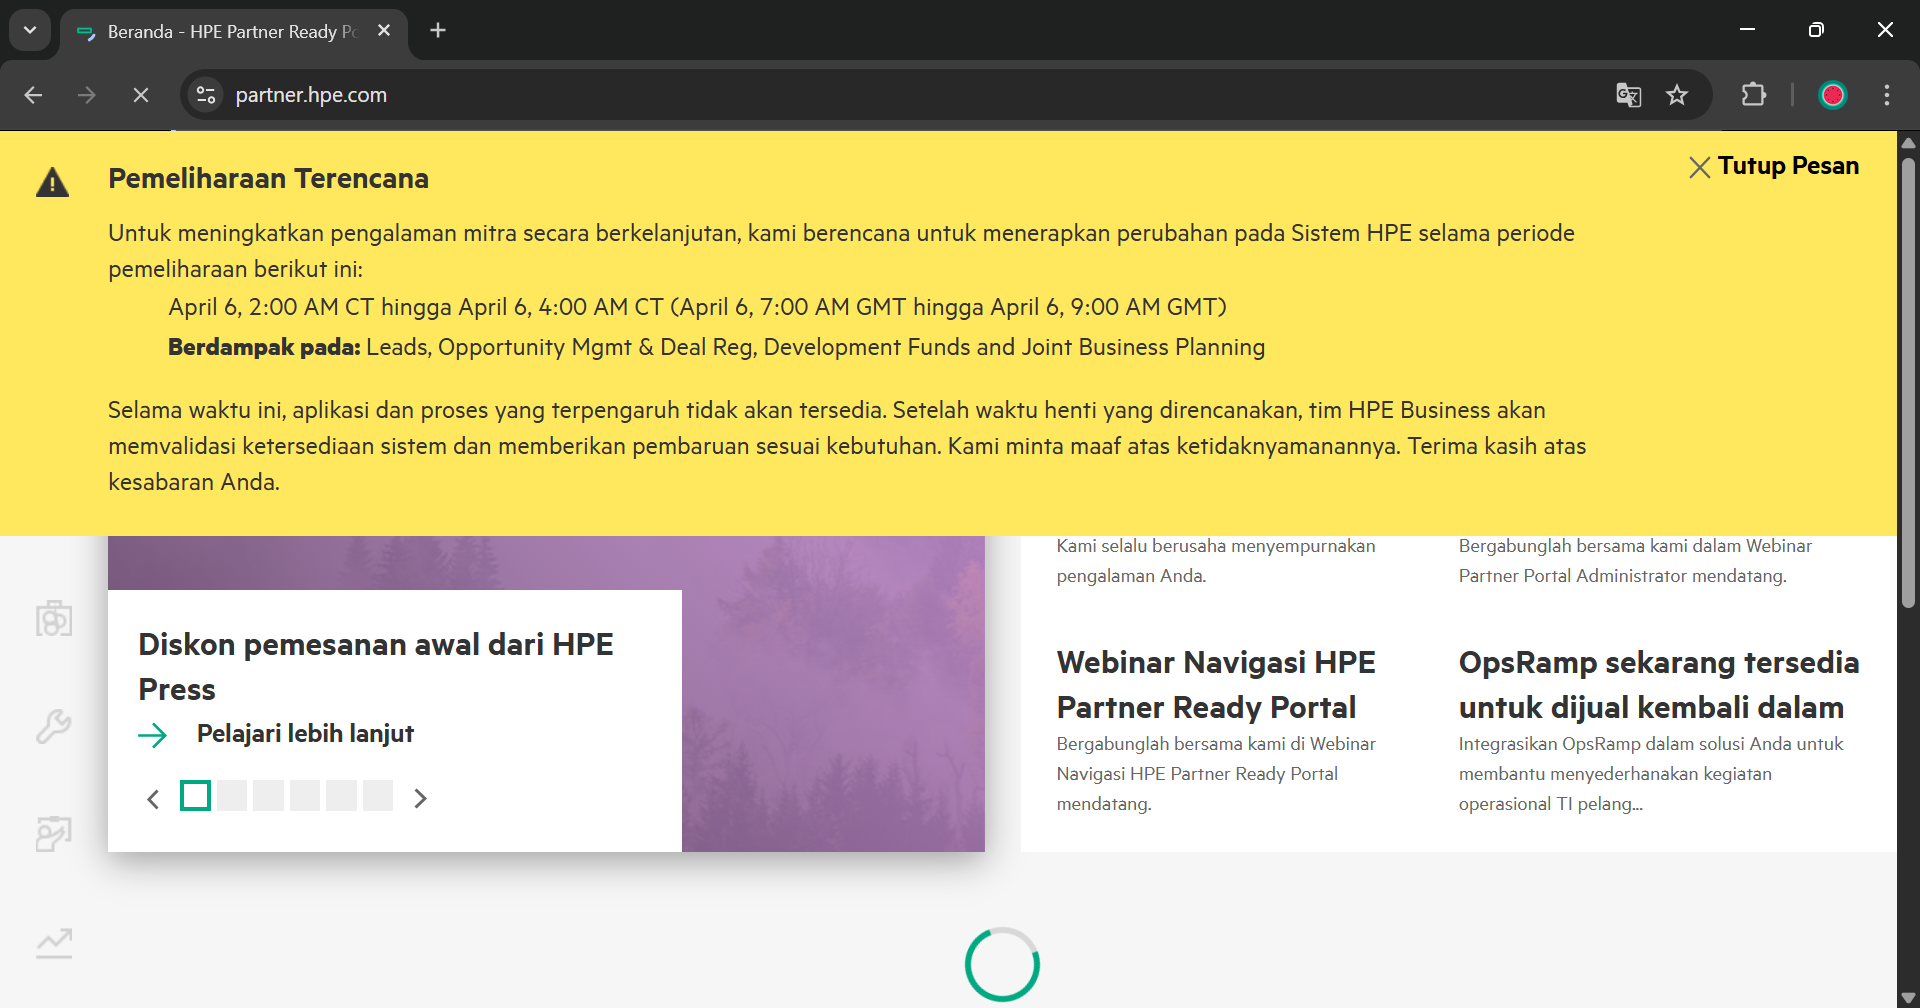 Beranda - HPE Partner Ready Po
partner.hpe.com
Pemeliharaan Terencana
Tutup Pesan
Untuk meningkatkan pengalaman mitra secara berkelanjutan, kami berencana untuk menerapkan perubahan pada Sistem HPE selama periode
pemeliharaan berikut ini:
April 6, 2:00 AM CT hingga April 6, 4:00 AM CT (April 6, 7:00 AM GMT hingga April 6, 9:00 AM GMT)
Berdampak pada: Leads, Opportunity Mgmt & Deal Reg, Development Funds and Joint Business Planning
Selama waktu ini, aplikasi dan proses yang terpengaruh tidak akan tersedia. Setelah waktu henti yang direncanakan, tim HPE Business akan
memvalidasi ketersediaan sistem dan memberikan pembaruan sesuai kebutuhan. Kami minta maaf atas ketidaknyamanannya. Terima kasih atas
kesabaran Anda.
Diskon pemesanan awal dari HPE
Press
Pelajari lebih lanjut
Kami selalu berusaha menyempurnakan
pengalaman Anda.
Bergabunglah bersama kami dalam Webinar
Partner Portal Administrator mendatang.
Webinar Navigasi HPE
Partner Ready Portal
Bergabunglah bersama kami di Webinar
Navigasi HPE Partner Ready Portal
mendatang.
OpsRamp sekarang tersedia
untuk dijual kembali dalam
Integrasikan OpsRamp dalam solusi Anda untuk
membantu menyederhanakan kegiatan
operasional TI pelang...